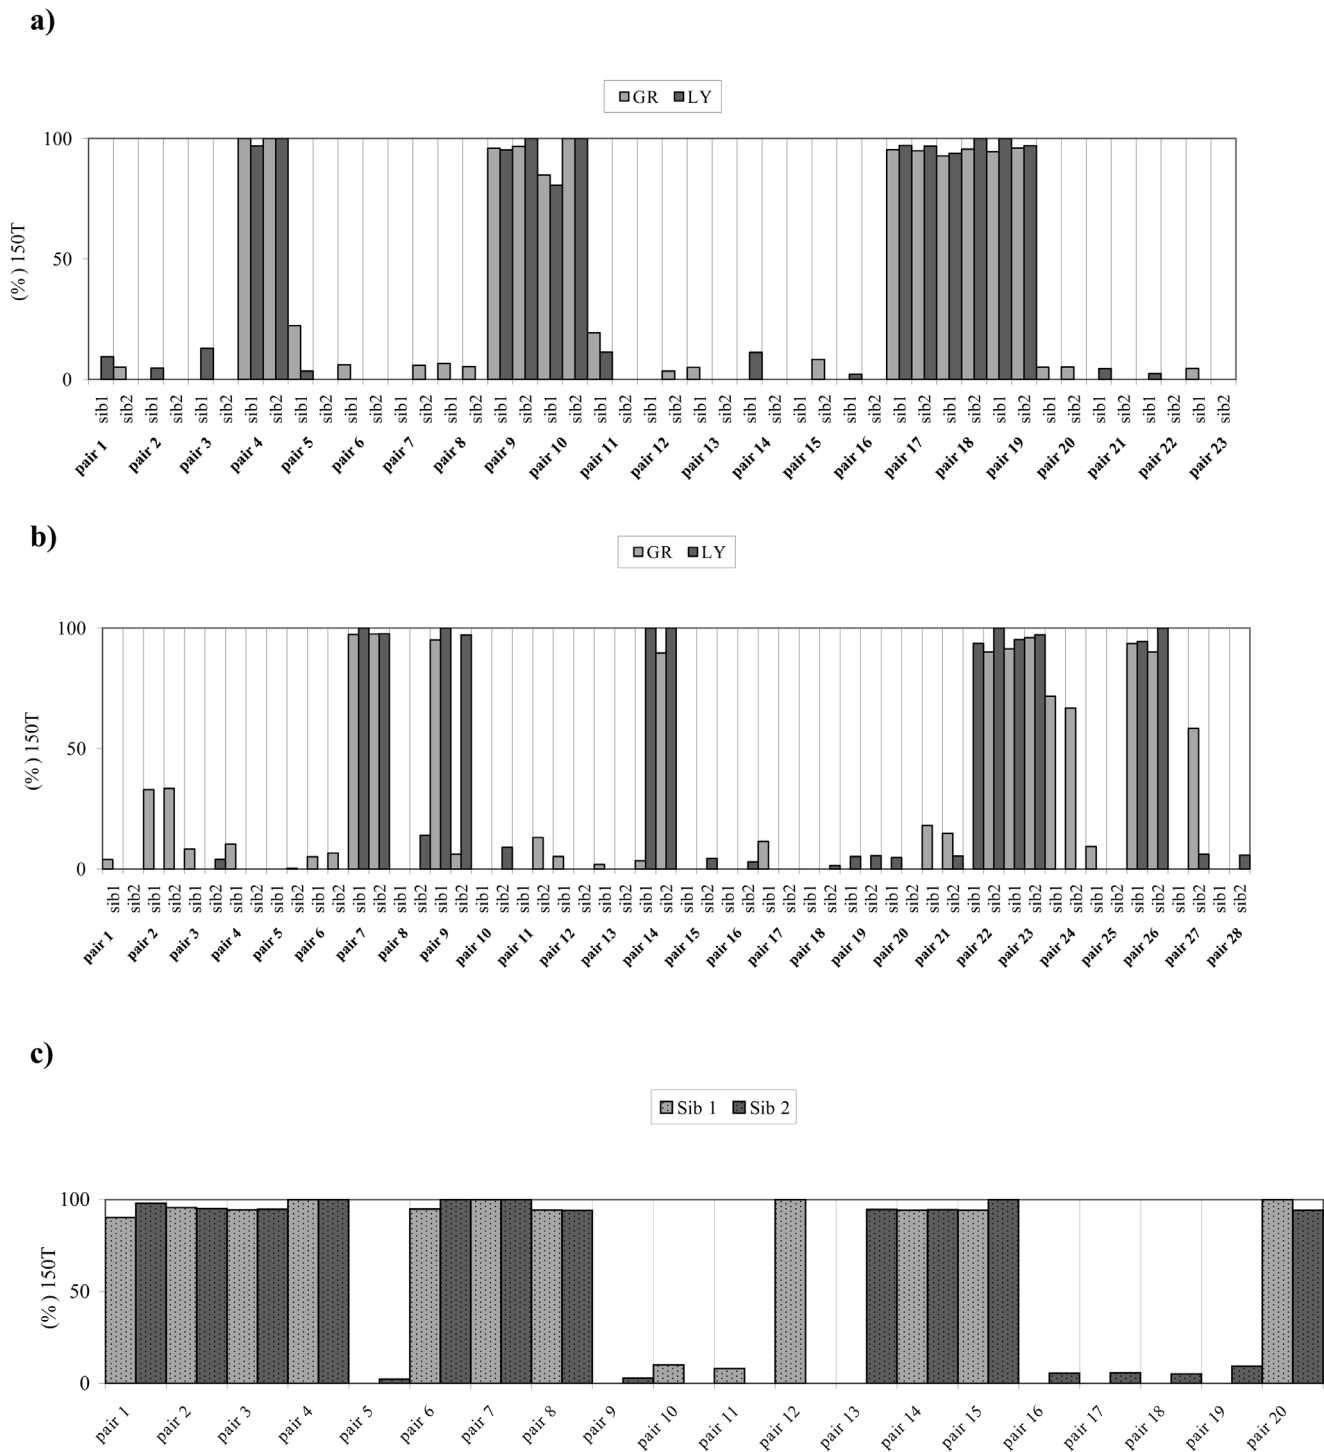 a)
GR LY
100
50
0
(%) 150T
sib1 sib2 sib1 sib2 sib1 sib2 sib1 sib2 sib1 sib2 sib1 sib2 sib1 sib2 sib1 sib2 sib1 sib2 sib1 sib2 sib1 sib2 sib1 sib2 sib1 sib2 sib1 sib2 sib1 sib2 sib1 sib2 sib1 sib2 sib1 sib2 sib1 sib2 sib1 sib2 sib1 sib2 sib1 sib2 sib1 sib2
pair 1 pair 2 pair 3 pair 4 pair 5 pair 6 pair 7 pair 8 pair 9 pair 10 pair 11 pair 12 pair 13 pair 14 pair 15 pair 16 pair 17 pair 18 pair 19 pair 20 pair 21 pair 22 pair 23
b)
GR LY
100
50
0
(%) 150T
sib1 sib2 sib1 sib2 sib1 sib2 sib1 sib2 sib1 sib2 sib1 sib2 sib1 sib2 sib1 sib2 sib1 sib2 sib1 sib2 sib1 sib2 sib1 sib2 sib1 sib2 sib1 sib2 sib1 sib2 sib1 sib2 sib1 sib2 sib1 sib2 sib1 sib2 sib1 sib2 sib1 sib2 sib1 sib2 sib1 sib2 sib1 sib2 sib1 sib2 sib1 sib2 sib1 sib2 sib1 sib2
pair 1 pair 2 pair 3 pair 4 pair 5 pair 6 pair 7 pair 8 pair 9 pair 10 pair 11 pair 12 pair 13 pair 14 pair 15 pair 16 pair 17 pair 18 pair 19 pair 20 pair 21 pair 22 pair 23 pair 24 pair 25 pair 26 pair 27 pair 28
c)
Sib 1 Sib 2
100
50
0
(%) 150T
pair 1 pair 2 pair 3 pair 4 pair 5 pair 6 pair 7 pair 8 pair 9 pair 10 pair 11 pair 12 pair 13 pair 14 pair 15 pair 16 pair 17 pair 18 pair 19 pair 20